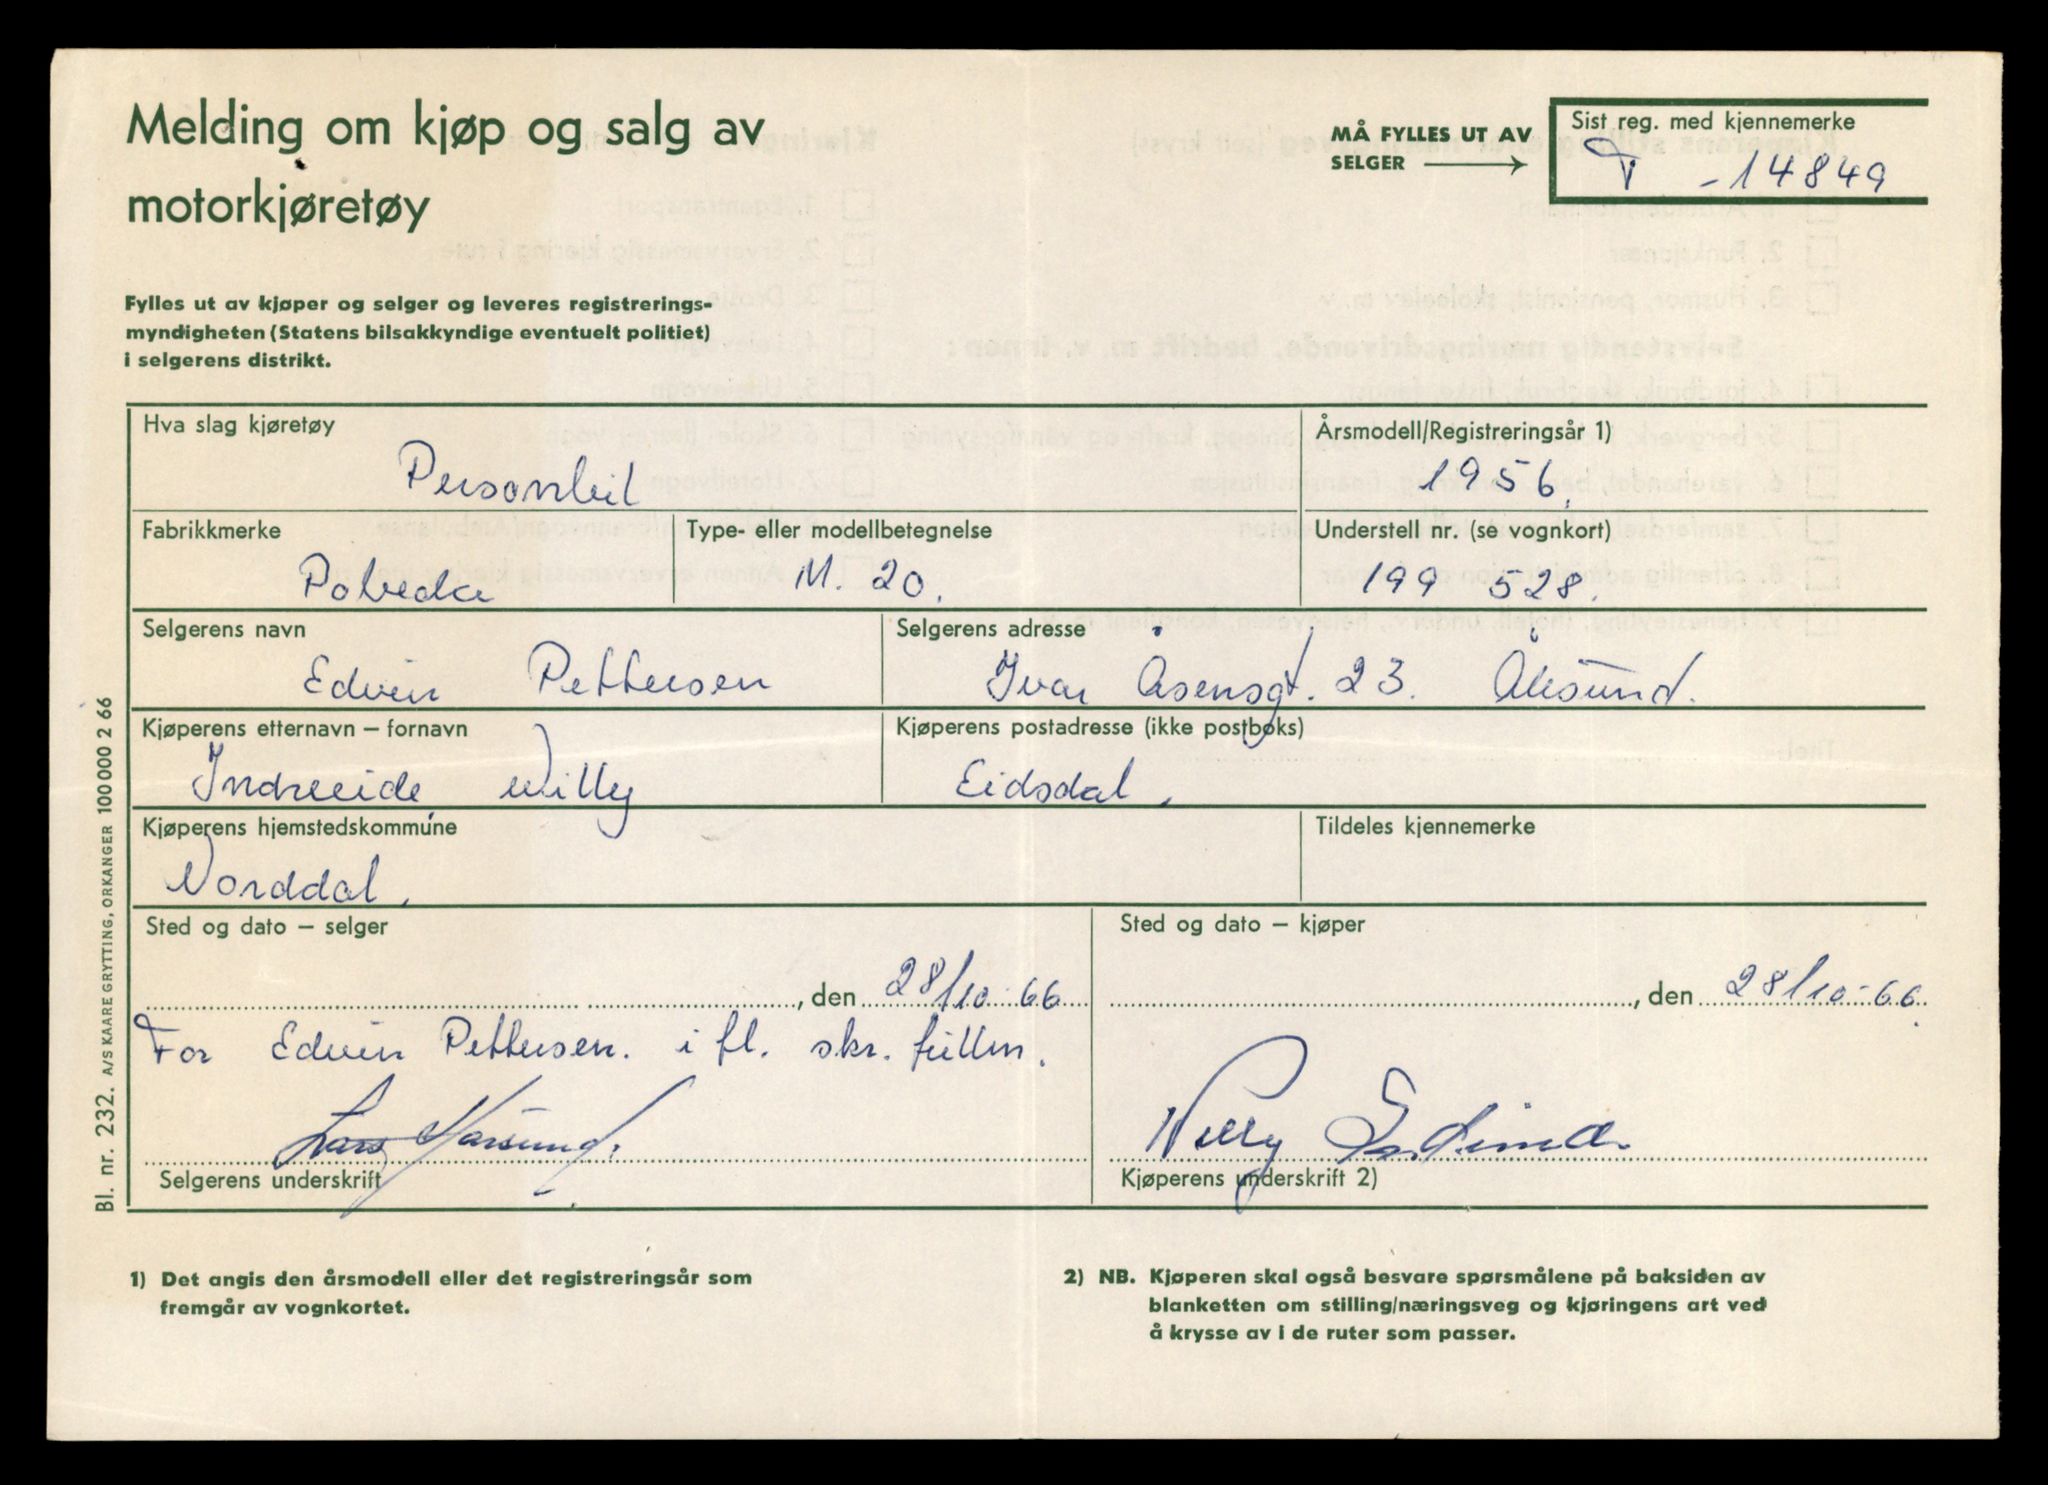 Melding om kjøp og salg av
motorkjøretøy
MÅ FYLLES UT AV
SELGER
Sist reg. med kjennemerke
T - 14849
Fylles ut av kjøper og selger og leveres registrerings-
myndigheten (Statens bilsakkyndige eventuelt politiet)
i selgerens distrikt.
Hva slag kjøretøy
Personbil
Årsmodell/Registreringsår 1)
1956.
Fabrikkmerke
Pobeda
Type- eller modellbetegnelse
M. 20.
Understell nr. (se vognkort)
199 528.
Selgerens navn
Edvin Pettersen
Selgerens adresse
Ivar Åsensgt. 23. Ålesund.
Kjøperens etternavn – fornavn
Indreeide Willy
Kjøperens postadresse (ikke postboks)
Eidsdal.
Kjøperens hjemstedskommune
Norddal.
Tildeles kjennemerke
Sted og dato – selger
, den 28/10-66
Sted og dato – kjøper
, den 28/10-66.
For Edvin Pettersen. i fl. skr. fullm.
Lars
Selgerens underskrift
Willy
Kjøperens underskrift 2)
1) Det angis den årsmodell eller det registreringsår som
fremgår av vognkortet.
2) NB. Kjøperen skal også besvare spørsmålene på baksiden av
blanketten om stilling/næringsveg og kjøringens art ved
å krysse av i de ruter som passer.
Bl. nr. 232. A/S KAARE GRYTTING, ORKANGER 100 000 2 66